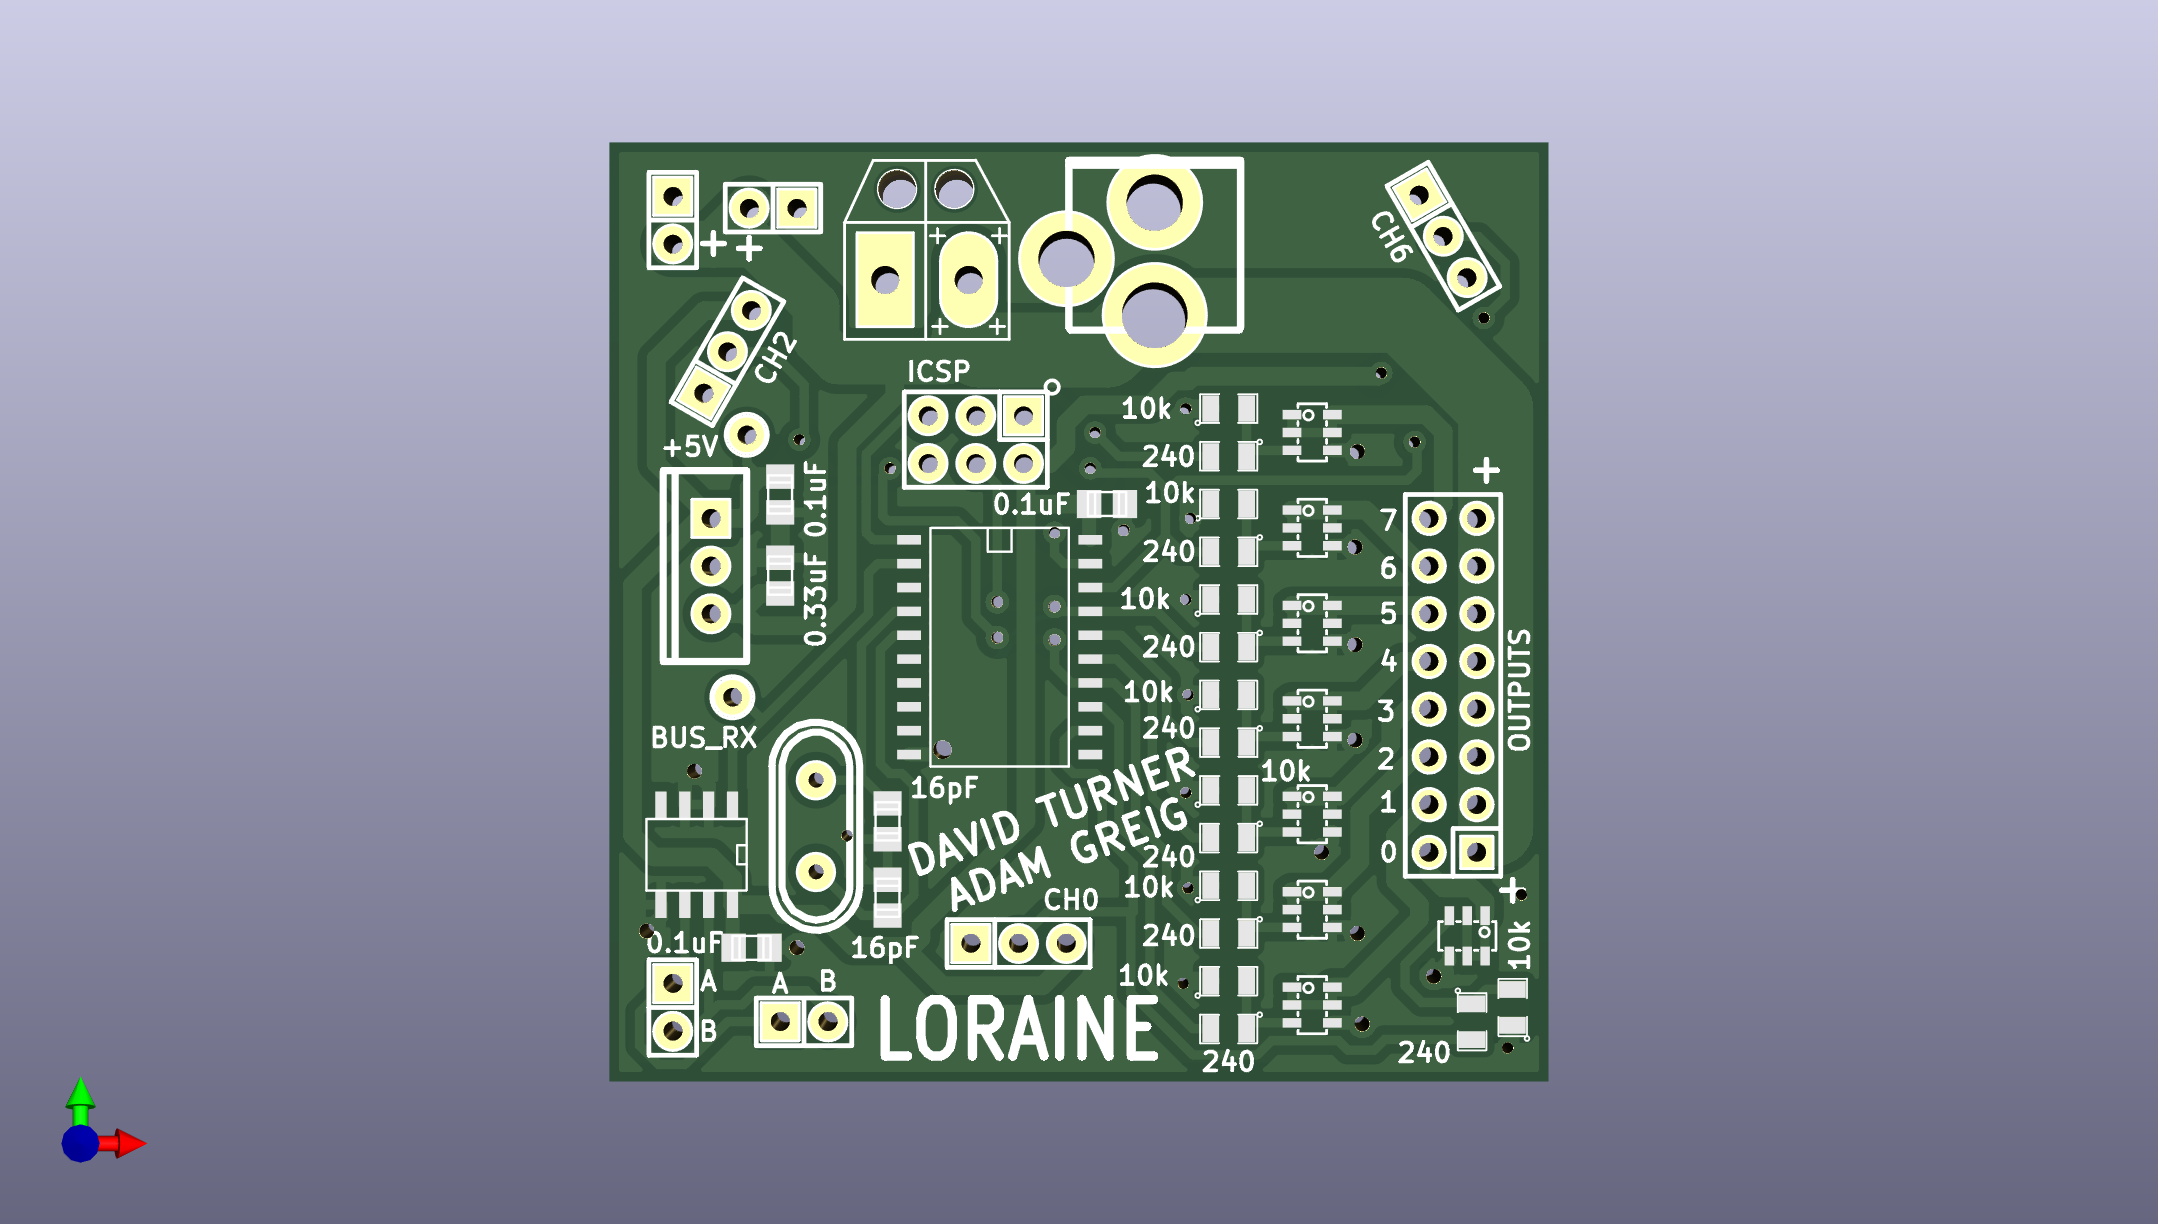 +
+
CH6
CH2
ICSP
+5V
0.1uF
0.1uF
0.33uF
10k
240
10k
240
10k
240
10k
240
10k
240
10k
240
10k
240
+
7
6
5
4
3
2
1
0
OUTPUTS
+
10k
240
BUS_RX
16pF
DAVID TURNER
ADAM GREIG
CH0
16pF
0.1uF
A
B
A B
LORAINE